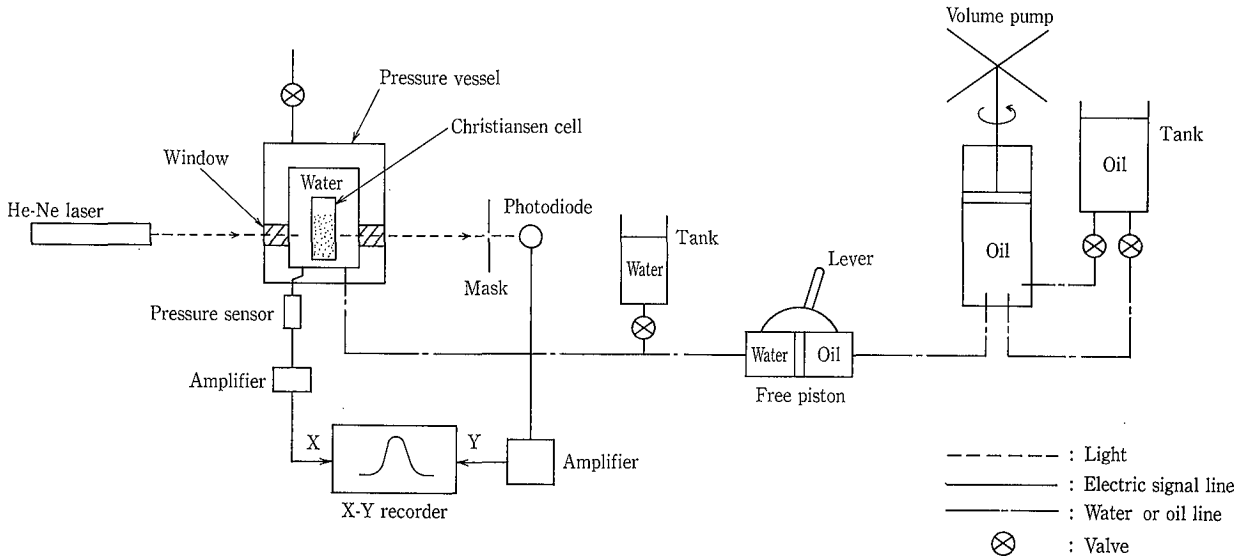 Volume pump
Pressure vessel
Christiansen cell
Tank
Window
Water
Oil
He-Ne laser
Photodiode
Tank
Oil
Water
Lever
Mask
Pressure sensor
Water
Oil
Amplifier
Free piston
X
Y
Amplifier
X-Y recorder
: Light
: Electric signal line
: Water or oil line
: Valve